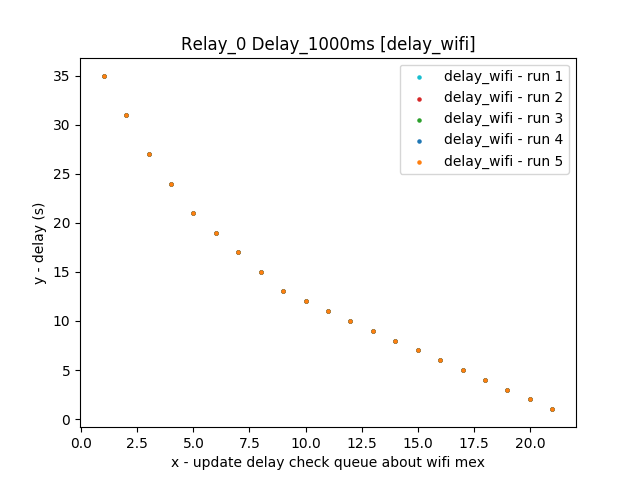 Relay_0 Delay_1000ms [delay_wifi]
delay_wifi - run 1
delay_wifi - run 2
delay_wifi - run 3
delay_wifi - run 4
delay_wifi - run 5
y - delay (s)
35
30
25
20
15
10
5
0
0.0 2.5 5.0 7.5 10.0 12.5 15.0 17.5 20.0
x - update delay check queue about wifi mex